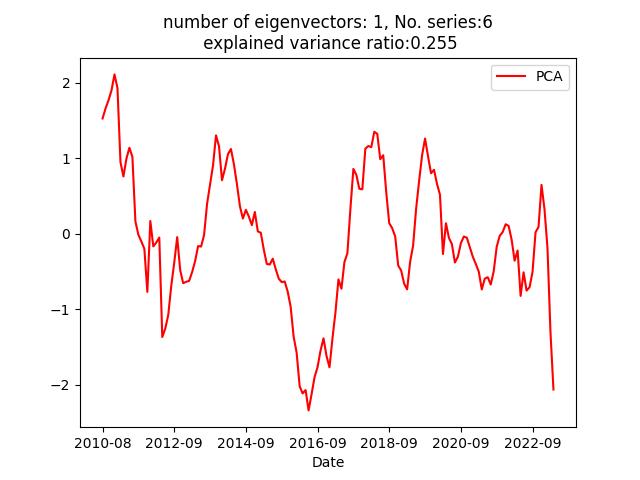 number of eigenvectors: 1, No. series:6
explained variance ratio:0.255
PCA
2
1
0
−1
−2
2010-08 2012-09 2014-09 2016-09 2018-09 2020-09 2022-09
Date